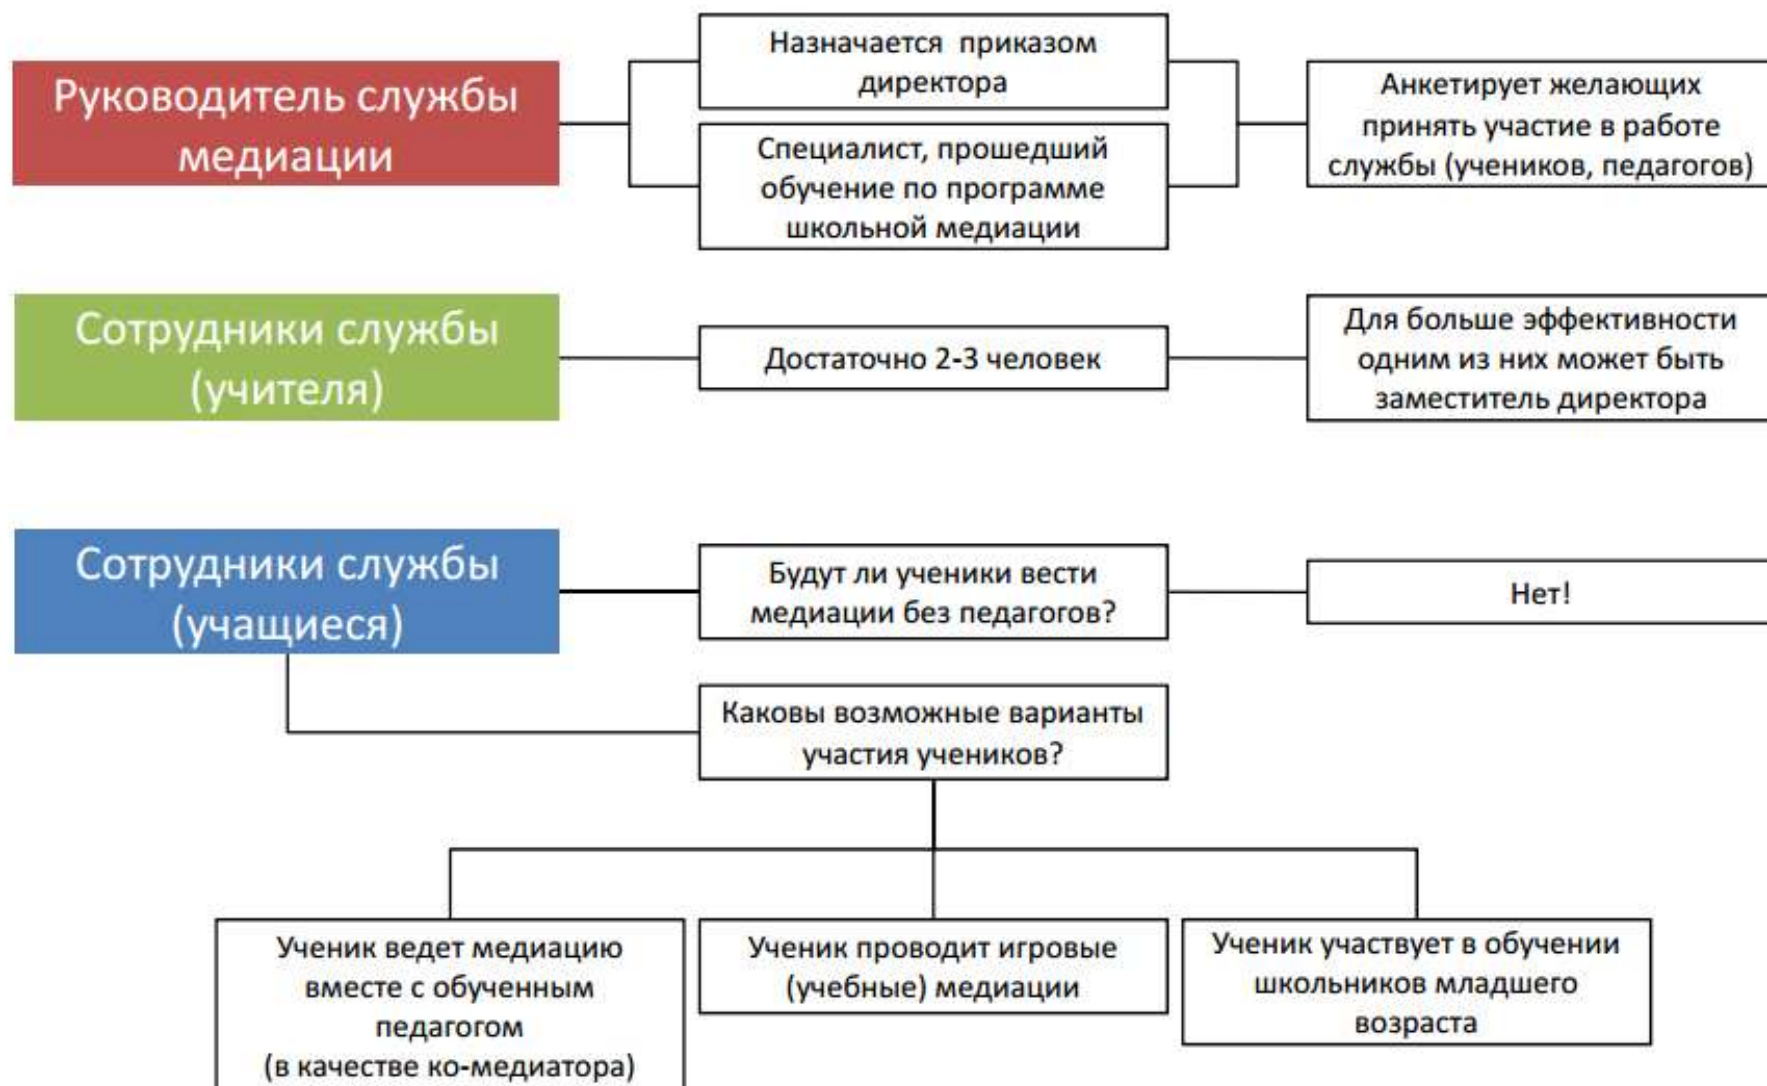 Руководитель службы
медиации
Назначается приказом
директора
Специалист, прошедший
обучение по программе
школьной медиации
Анкетирует желающих
принять участие в работе
службы (учеников, педагогов)
Сотрудники службы
(учителя)
Достаточно 2-3 человек
Для больше эффективности
одним из них может быть
заместитель директора
Сотрудники службы
(учащиеся)
Будут ли ученики вести
медиации без педагогов?
Нет!
Каковы возможные варианты
участия учеников?
Ученик ведет медиацию
вместе с обученным
педагогом
(в качестве ко-медиатора)
Ученик проводит игровые
(учебные) медиации
Ученик участвует в обучении
школьников младшего
возраста